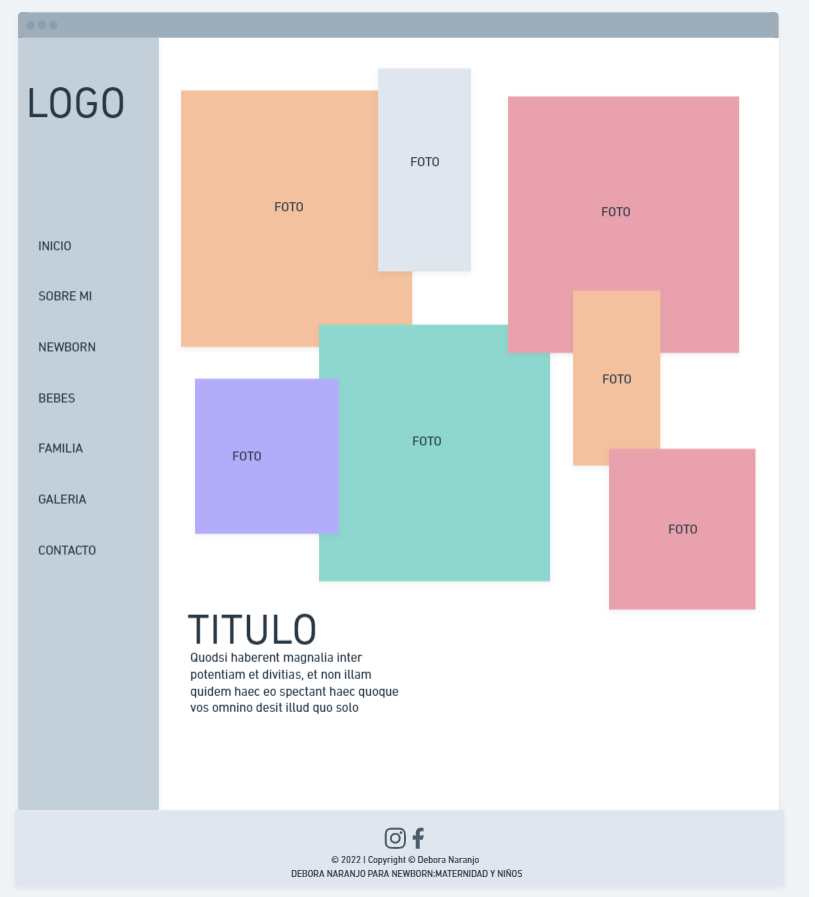 LOGO
INICIO
SOBRE MI
NEWBORN
BEBES
FAMILIA
GALERIA
CONTACTO
FOTO
FOTO
FOTO
FOTO
FOTO
FOTO
FOTO
TITULO
Quodsi haberent magnalia inter
potentiam et divitias, et non illam
quidem haec eo spectant haec quoque
vos omnino desit illud quo solo
© 2022 | Copyright © Debora Naranjo
DEBORA NARANJO PARA NEWBORN:MATERNIDAD Y NIÑOS